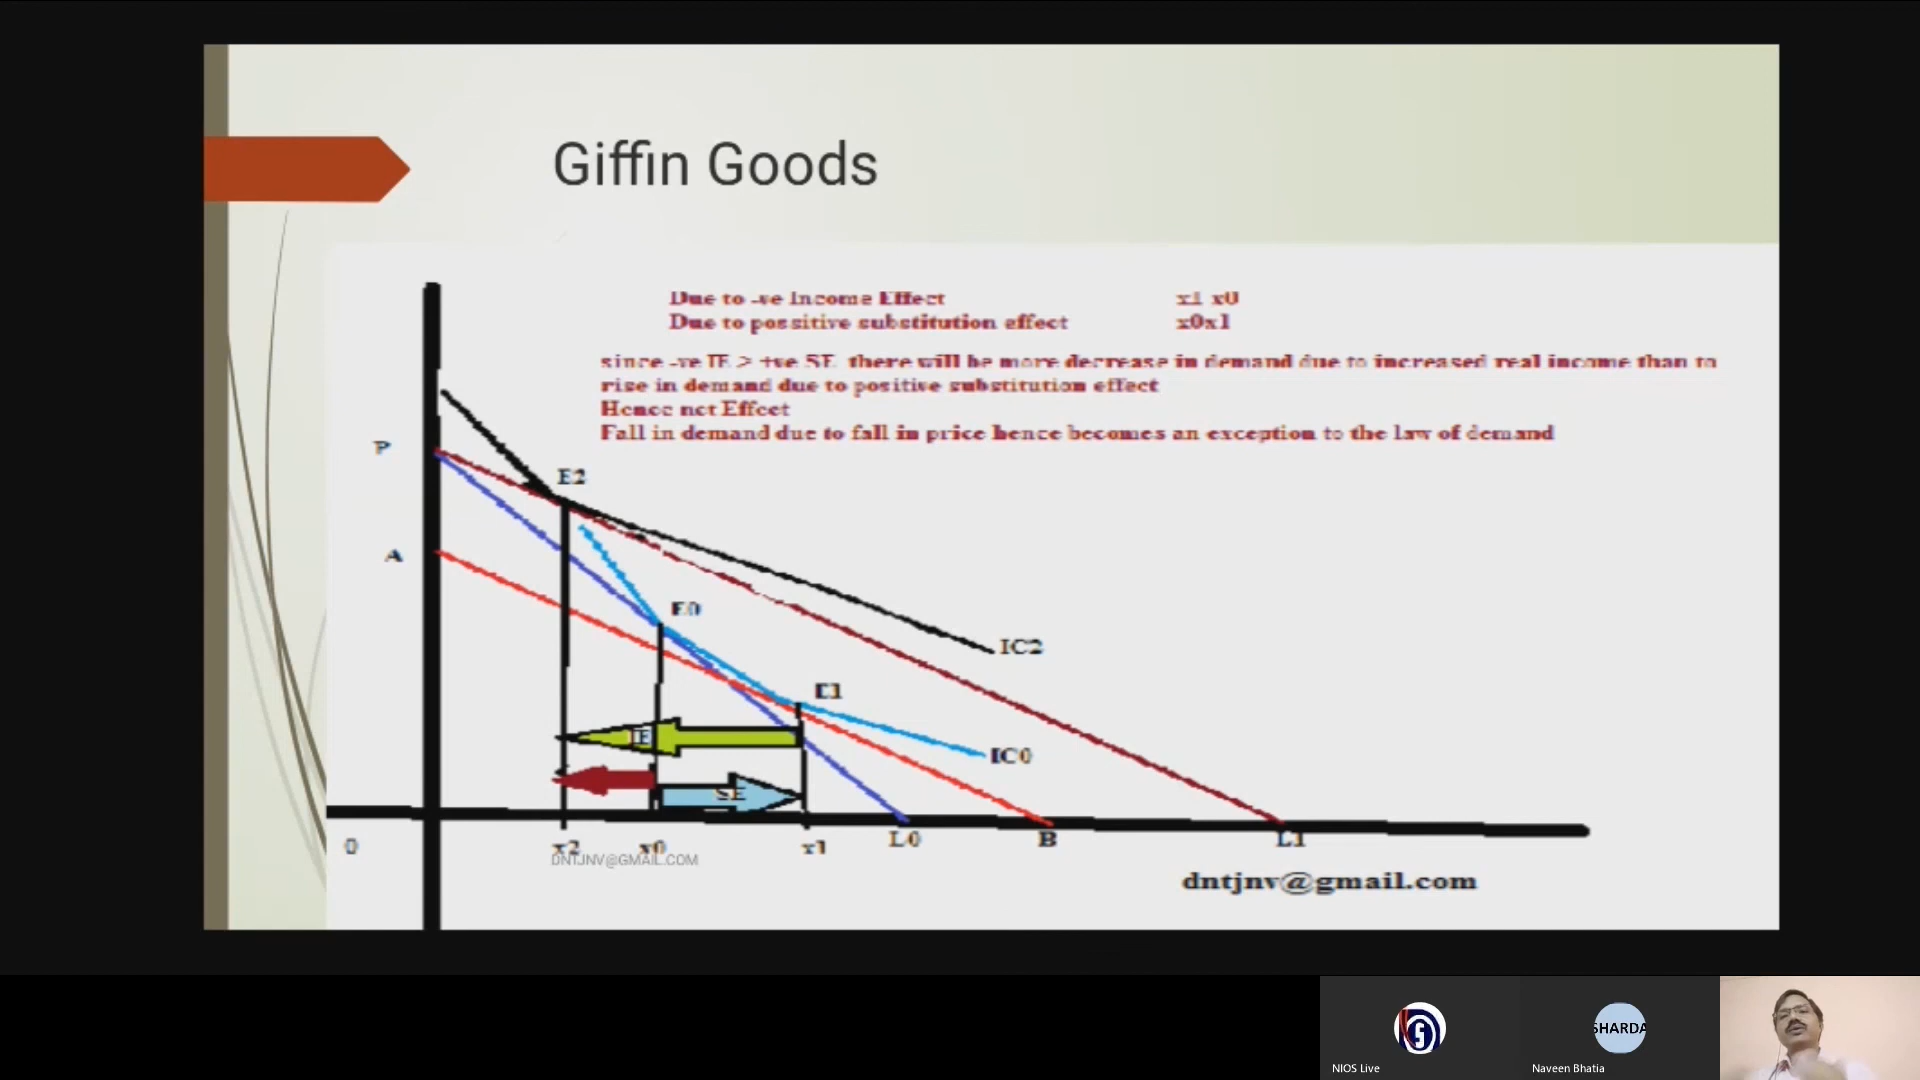 Giffin Goods
Due to -ve Income Effect x1 x0
Due to possitive substitution effect x0x1
since -ve IE > +ve SE there will be more decrease in demand due to increased real income than to
rise in demand due to positive substitution effect
Hence net Effect
Fall in demand due to fall in price hence becomes an exception to the law of demand
P
E2
A
E0
IC2
E1
IE
IC0
SE
0 x2 x0 x1 L0 B L1
DNTJNV@GMAIL.COM
dntjnv@gmail.com
SHARDA
NIOS Live
Naveen Bhatia